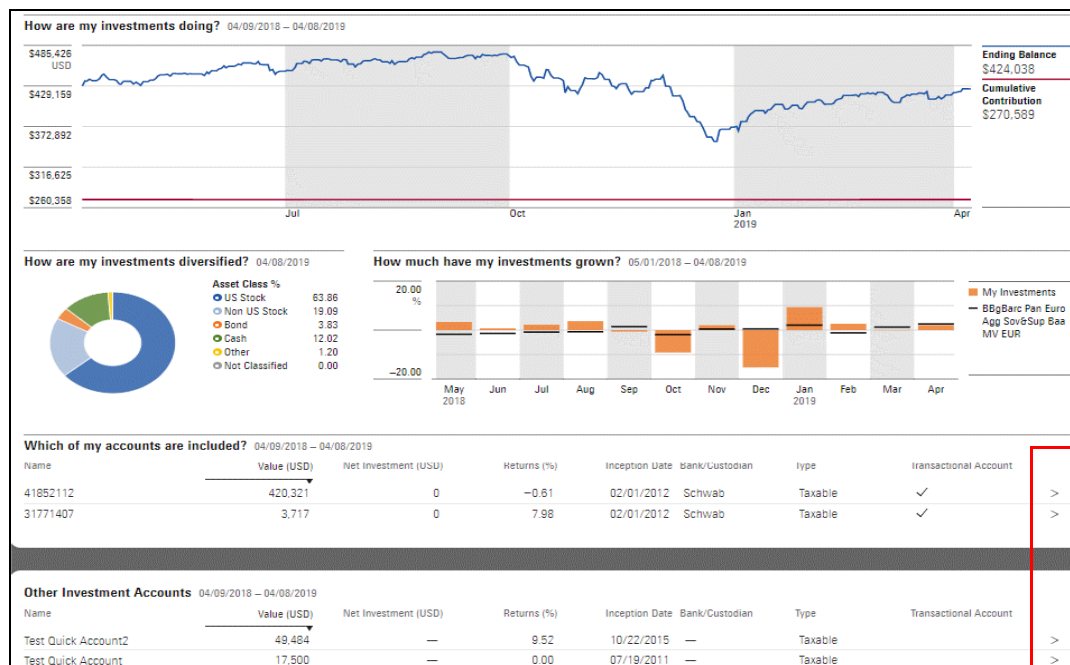 How are my investments doing? 04/09/2018 – 04/08/2019
$485,426
USD
$429,159
$372,892
$316,625
$260,358
Jul
Oct
Jan
2019
Apr
Ending Balance
$424,038
Cumulative
Contribution
$270,589
How are my investments diversified? 04/08/2019
Asset Class %
US Stock 63.86
Non US Stock 19.09
Bond 3.83
Cash 12.02
Other 1.20
Not Classified 0.00
How much have my investments grown? 05/01/2018 – 04/08/2019
20.00
%
−20.00
May Jun Jul Aug Sep Oct Nov Dec Jan Feb Mar Apr
2018 2019
My Investments
BBgBarc Pan Euro
Agg Sov&Sup Baa
MV EUR
Which of my accounts are included? 04/09/2018 – 04/08/2019
Name Value (USD) Net Investment (USD) Returns (%) Inception Date Bank/Custodian Type Transactional Account
41852112 420,321 0 −0.61 02/01/2012 Schwab Taxable ✓ >
31771407 3,717 0 7.98 02/01/2012 Schwab Taxable ✓ >
Other Investment Accounts 04/09/2018 – 04/08/2019
Name Value (USD) Net Investment (USD) Returns (%) Inception Date Bank/Custodian Type Transactional Account
Test Quick Account2 49,484 — 9.52 10/22/2015 — Taxable >
Test Quick Account 17,500 — 0.00 07/19/2011 — Taxable >